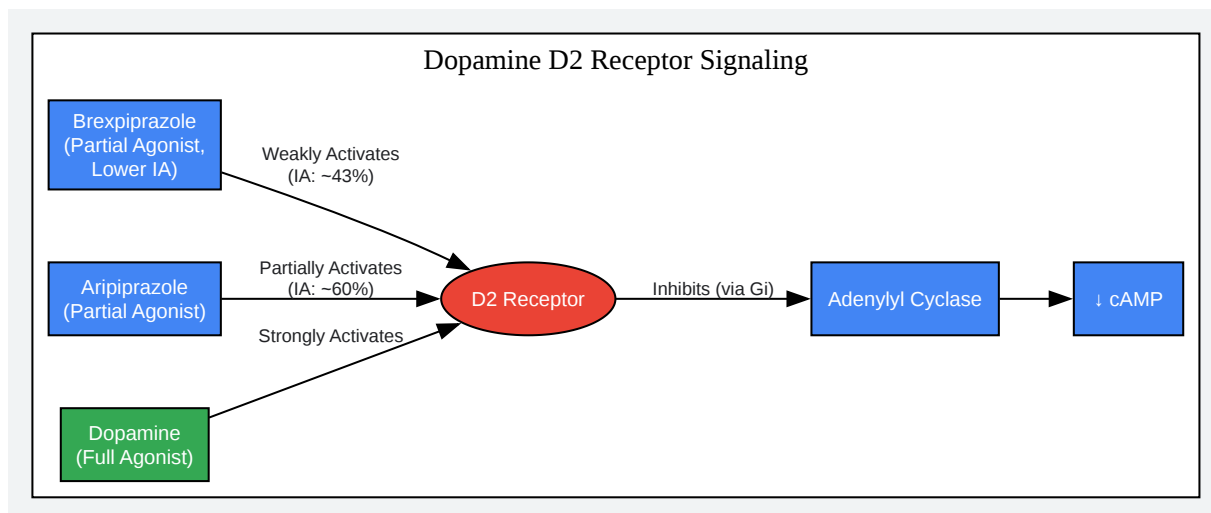 Dopamine D2 Receptor Signaling
Brexpiprazole
(Partial Agonist,
Lower IA)
Weakly Activates
(IA: ~43%)
Aripiprazole
(Partial Agonist)
Partially Activates
(IA: ~60%)
D2 Receptor
Inhibits (via Gi)
Adenylyl Cyclase
↓ cAMP
Strongly Activates
Dopamine
(Full Agonist)